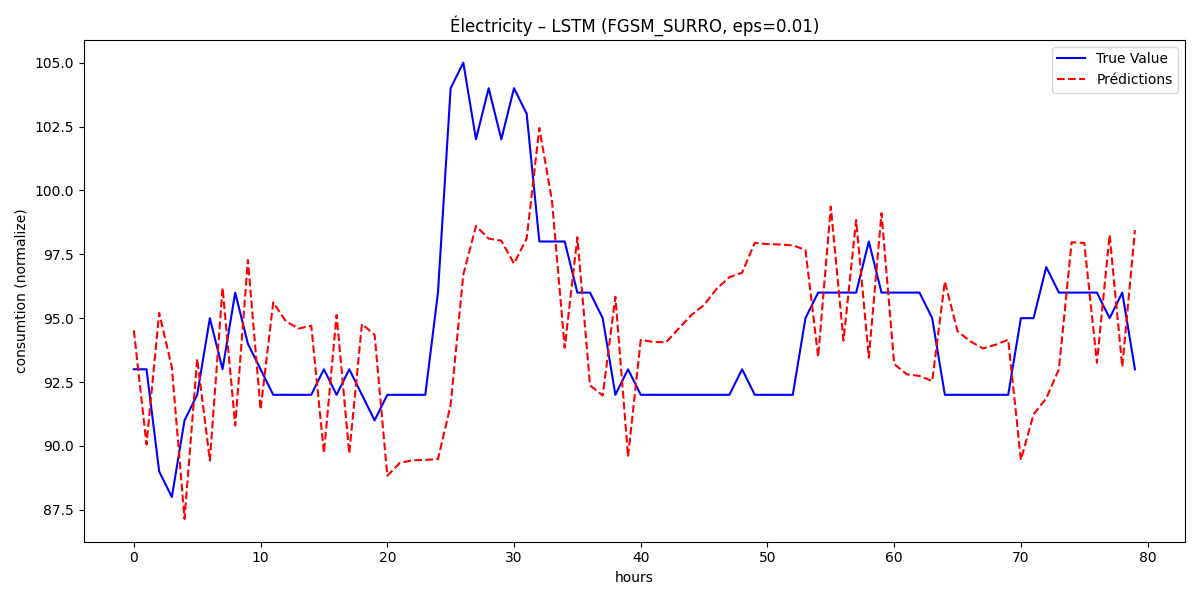 Électricity – LSTM (FGSM_SURRO, eps=0.01)
True Value
Prédictions
consumtion (normalize)
105.0
102.5
100.0
97.5
95.0
92.5
90.0
87.5
0 10 20 30 40 50 60 70 80
hours